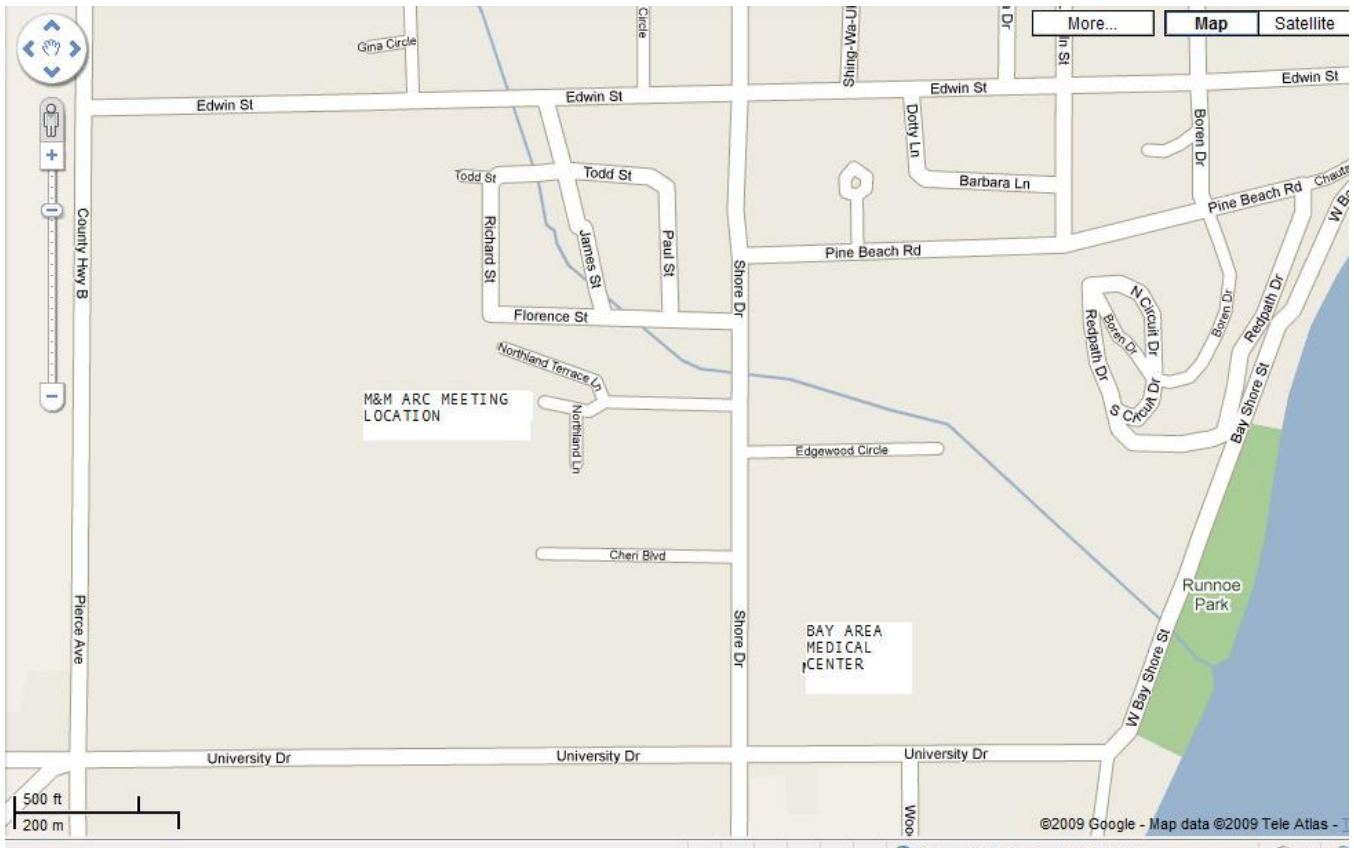 More...
Map
Satellite
Circle
Shing-Wa-U
a Dr
n St
Gina Circle
Edwin St
Edwin St
Edwin St
Edwin St
Dotty Ln
Boren Dr
Todd St
Todd St
Barbara Ln
Chauta
Pine Beach Rd
W Ba
County Hwy B
Richard St
James St
Paul St
Shore Dr
Pine Beach Rd
Florence St
N Circuit Dr
Boren Dr
Redpath Dr
Boren Dr
Redpath Dr
Northland Terrace Ln
M&M ARC MEETING
LOCATION
S Circuit Dr
Bay Shore St
Northland Ln
Edgewood Circle
Cheri Blvd
Runnoe
Park
Pierce Ave
Shore Dr
BAY AREA
MEDICAL
CENTER
W Bay Shore St
University Dr
University Dr
University Dr
Woo
500 ft
200 m
©2009 Google - Map data ©2009 Tele Atlas -